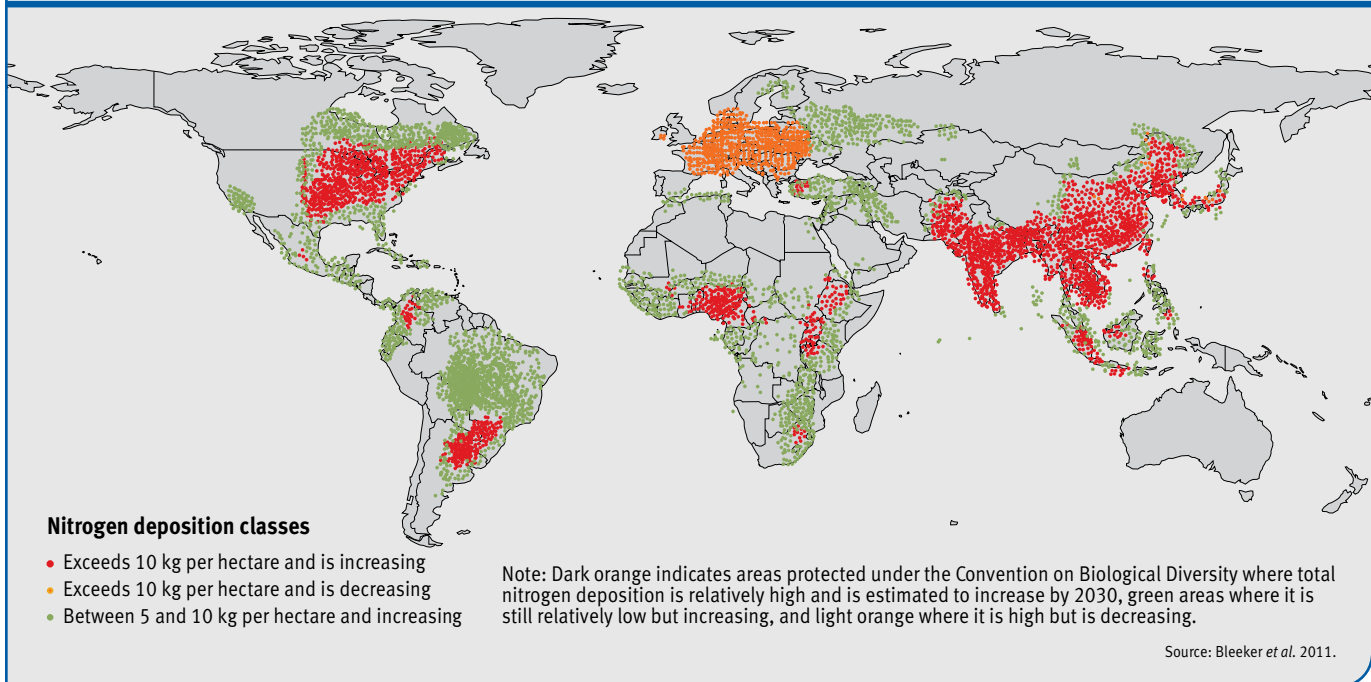 Nitrogen deposition classes
Exceeds 10 kg per hectare and is increasing
Exceeds 10 kg per hectare and is decreasing
Between 5 and 10 kg per hectare and increasing
Note: Dark orange indicates areas protected under the Convention on Biological Diversity where total
nitrogen deposition is relatively high and is estimated to increase by 2030, green areas where it is
still relatively low but increasing, and light orange where it is high but is decreasing.
Source: Bleeker et al. 2011.